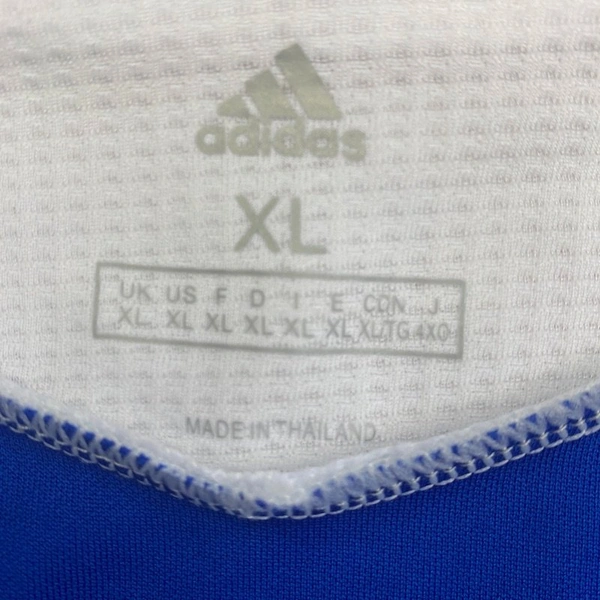 adidas
XL
UK US F D I E CDN J
XL XL XL XL XL XL XL/TG 4XO
MADE IN THAILAND